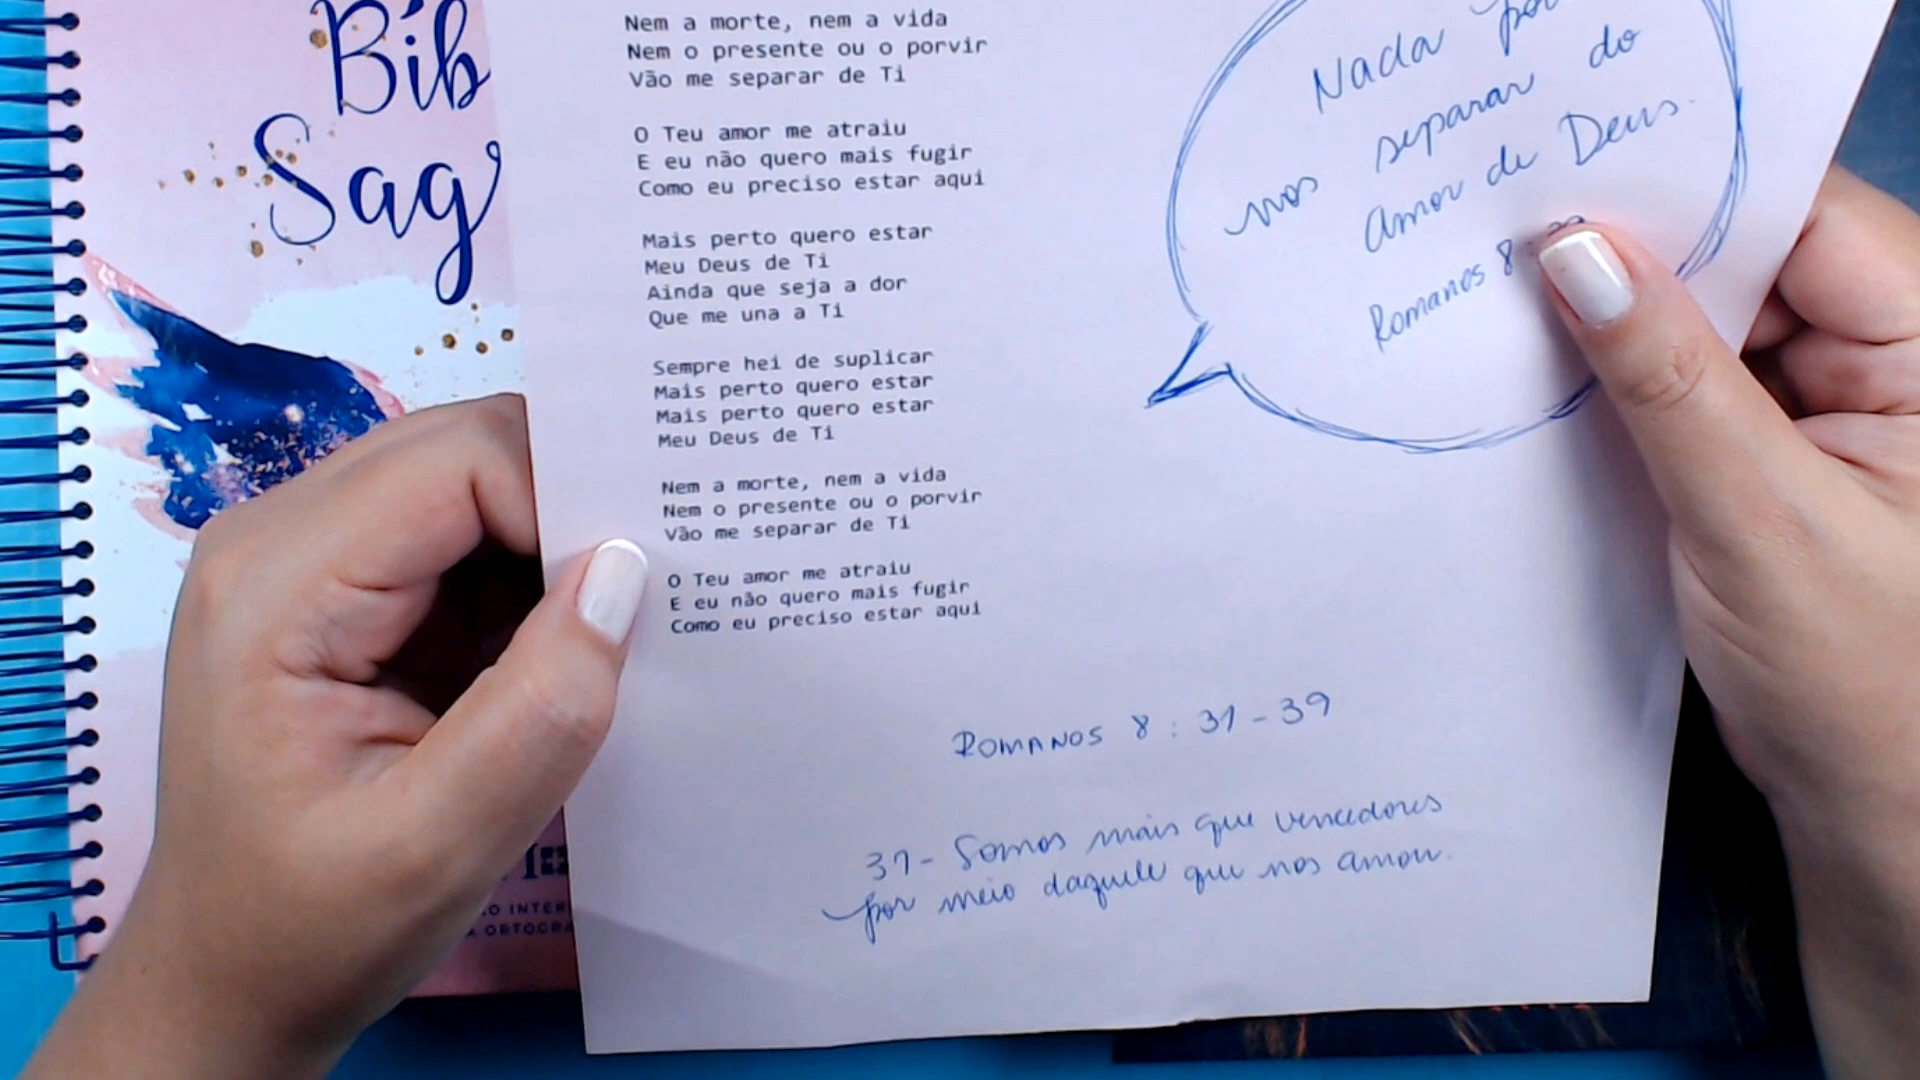 Bíb
Sag
Nem a morte, nem a vida
Nem o presente ou o porvir
Vão me separar de Ti
O Teu amor me atraiu
E eu não quero mais fugir
Como eu preciso estar aqui
Mais perto quero estar
Meu Deus de Ti
Ainda que seja a dor
Que me una a Ti
Sempre hei de suplicar
Mais perto quero estar
Mais perto quero estar
Meu Deus de Ti
Nem a morte, nem a vida
Nem o presente ou o porvir
Vão me separar de Ti
O Teu amor me atraiu
E eu não quero mais fugir
Como eu preciso estar aqui
Nada
nos separar do
amor de Deus.
Romanos 8
ROMANOS 8 : 31-39
37- Somos mais que vencedores
por meio daquele que nos amou.
O INTER
ORTOGRA